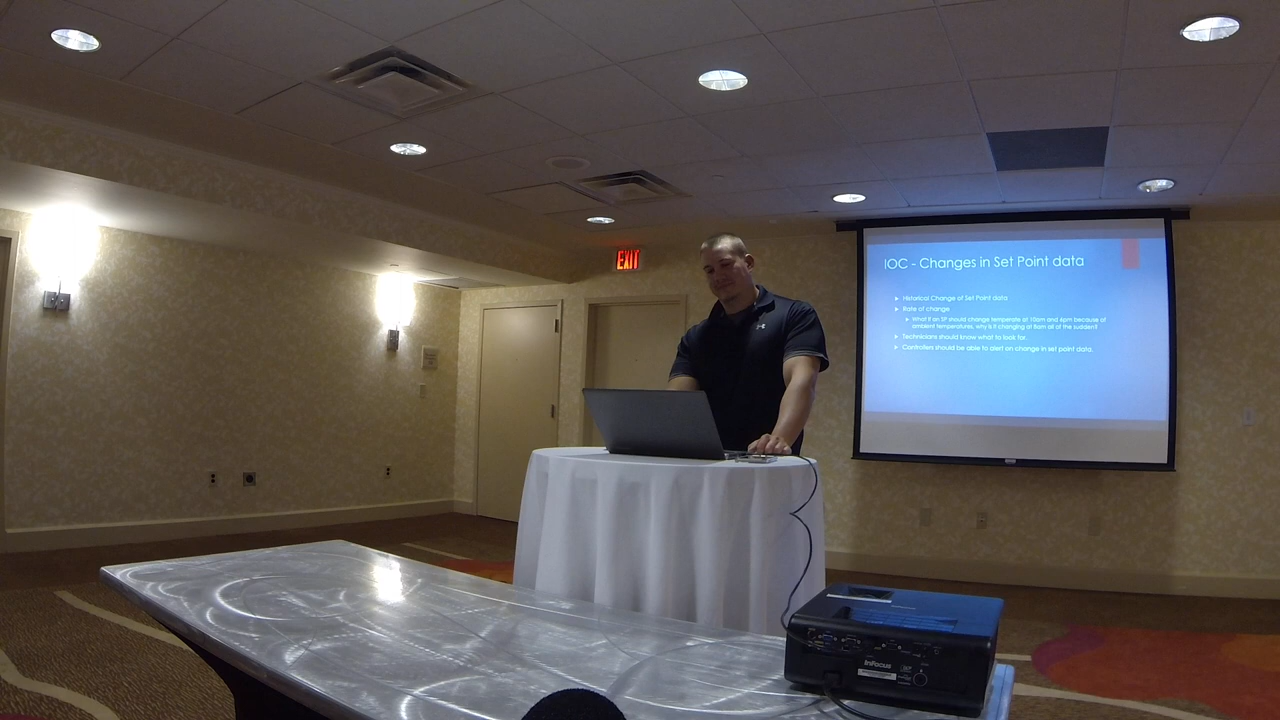 EXIT
IOC - Changes in Set Point data
Historical Change of Set Point data
Rate of change
What if an SP should change temperate at 10am and 6pm because of
ambient temperatures, why is it changing at 8am all of the sudden?
Technicians should know what to look for.
Controllers should be able to alert on change in set point data.
InFocus